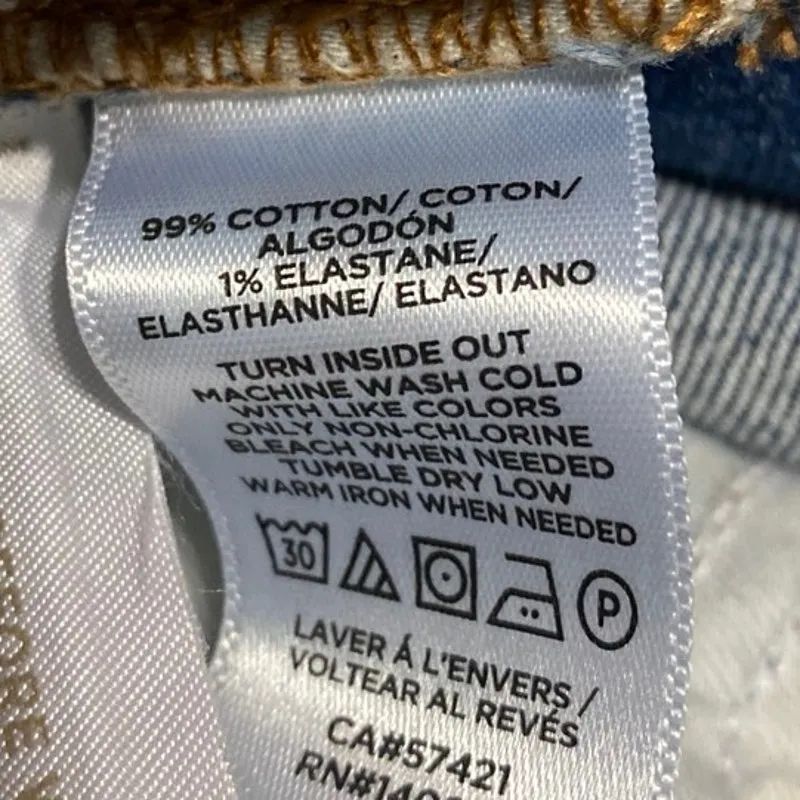 99% COTTON/ COTON/
ALGODÓN
1% ELASTANE/
ELASTHANNE/ ELASTANO
TURN INSIDE OUT
MACHINE WASH COLD
WITH LIKE COLORS
ONLY NON-CHLORINE
BLEACH WHEN NEEDED
TUMBLE DRY LOW
WARM IRON WHEN NEEDED
30
P
LAVER Á L'ENVERS /
VOLTEAR AL REVÉS
CA#57421